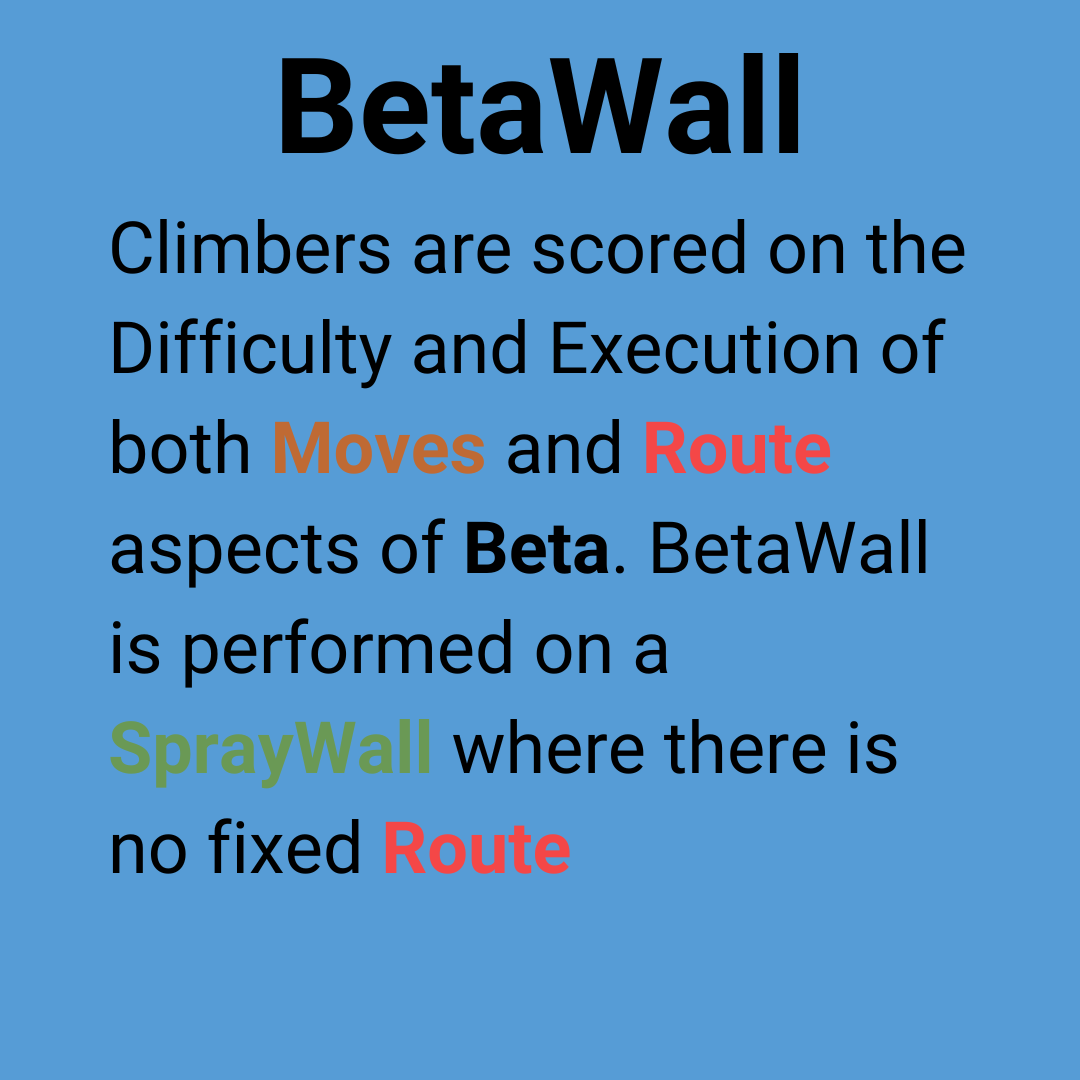 BetaWall
Climbers are scored on the
Difficulty and Execution of
both Moves and Route
aspects of Beta. BetaWall
is performed on a
SprayWall where there is
no fixed Route